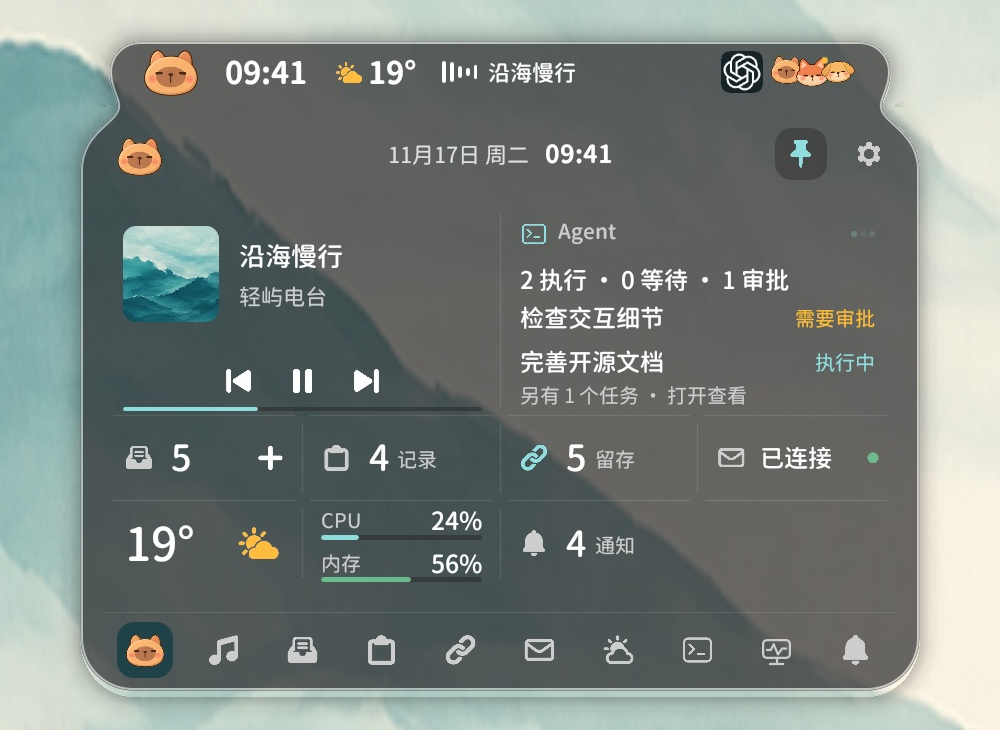 09:41 19° 沿海慢行
11月17日 周二 09:41
沿海慢行
轻屿电台
Agent
2 执行 · 0 等待 · 1 审批
检查交互细节 需要审批
完善开源文档 执行中
另有 1 个任务 · 打开查看
5
4 记录
5 留存
已连接
19°
CPU 24%
内存 56%
4 通知